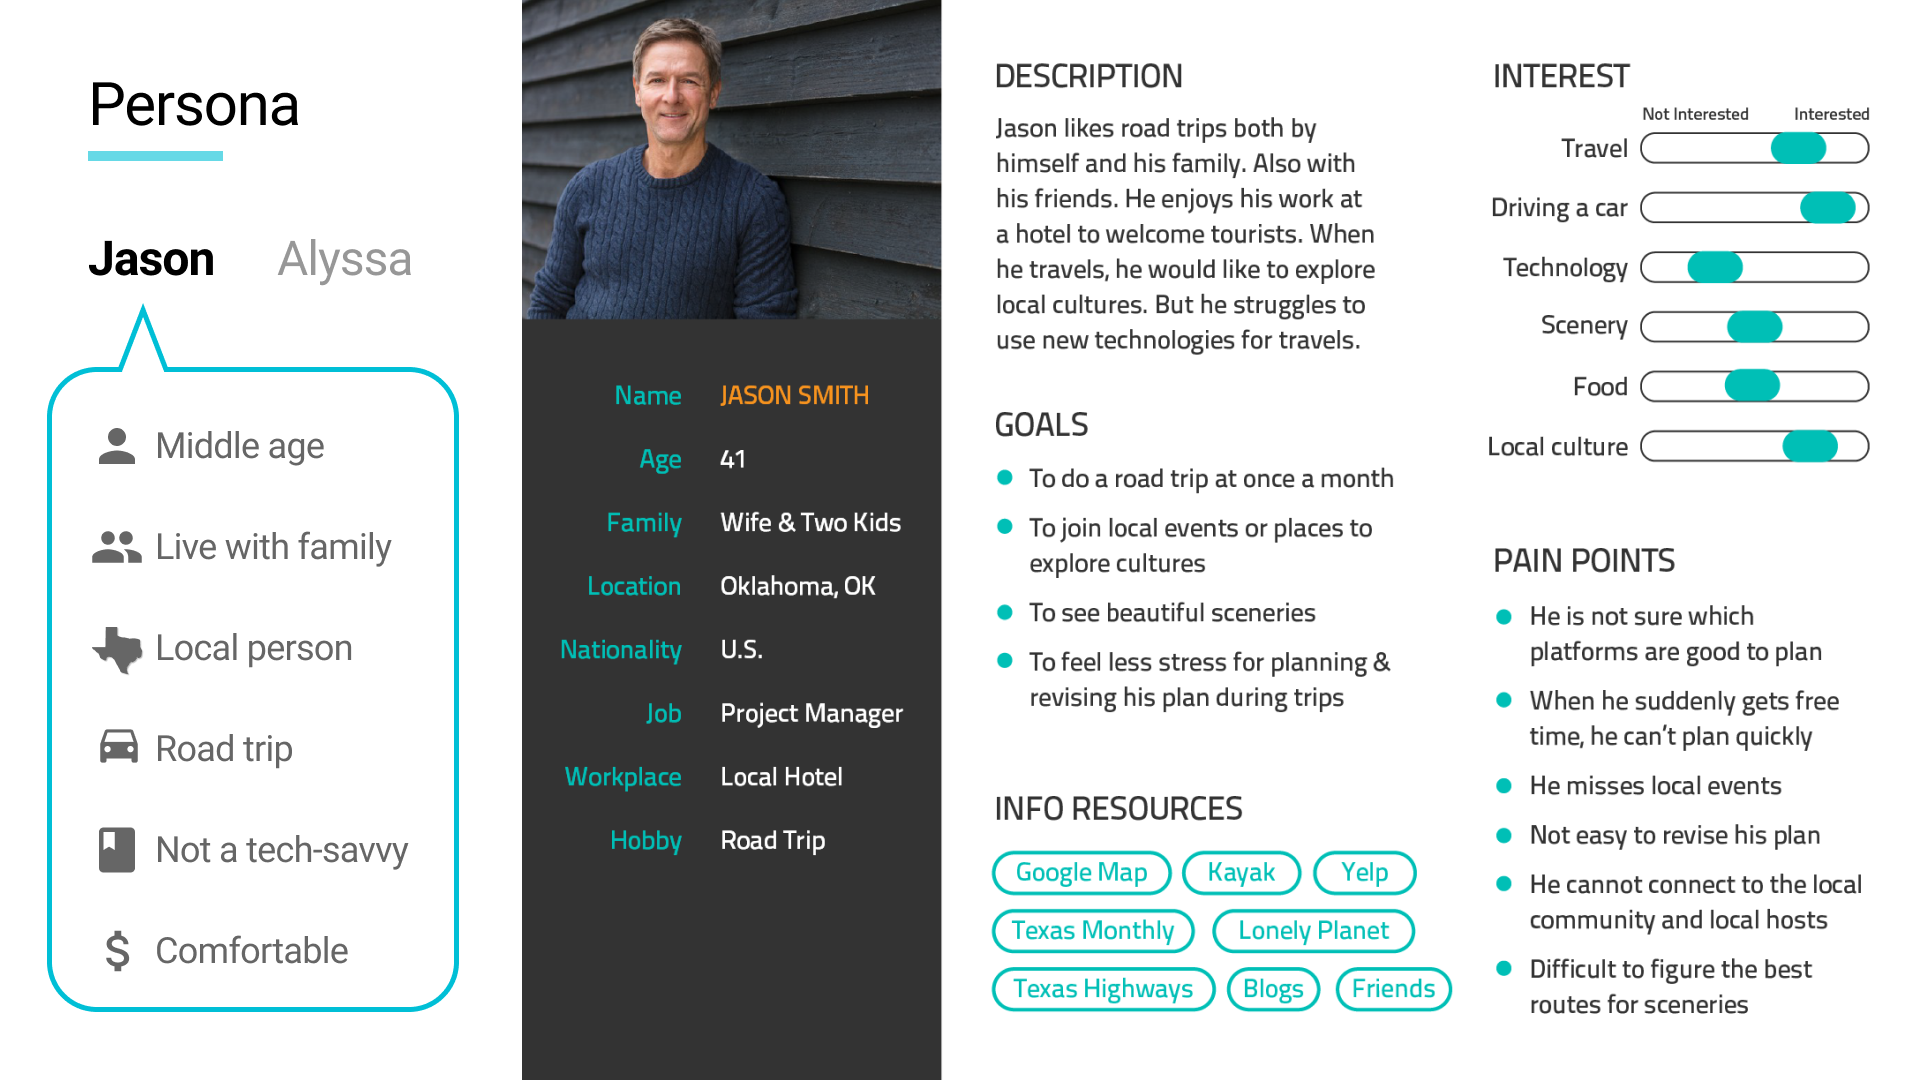 Persona
Jason
Alyssa
Middle age
Live with family
Local person
Road trip
Not a tech-savvy
$ Comfortable
Name JASON SMITH
Age 41
Family Wife & Two Kids
Location Oklahoma, OK
Nationality U.S.
Job Project Manager
Workplace Local Hotel
Hobby Road Trip
DESCRIPTION
Jason likes road trips both by
himself and his family. Also with
his friends. He enjoys his work at
a hotel to welcome tourists. When
he travels, he would like to explore
local cultures. But he struggles to
use new technologies for travels.
GOALS
To do a road trip at once a month
To join local events or places to
explore cultures
To see beautiful sceneries
To feel less stress for planning &
revising his plan during trips
INFO RESOURCES
Google Map Kayak Yelp
Texas Monthly Lonely Planet
Texas Highways Blogs Friends
INTEREST
Not Interested Interested
Travel
Driving a car
Technology
Scenery
Food
Local culture
PAIN POINTS
He is not sure which
platforms are good to plan
When he suddenly gets free
time, he can't plan quickly
He misses local events
Not easy to revise his plan
He cannot connect to the local
community and local hosts
Difficult to figure the best
routes for sceneries